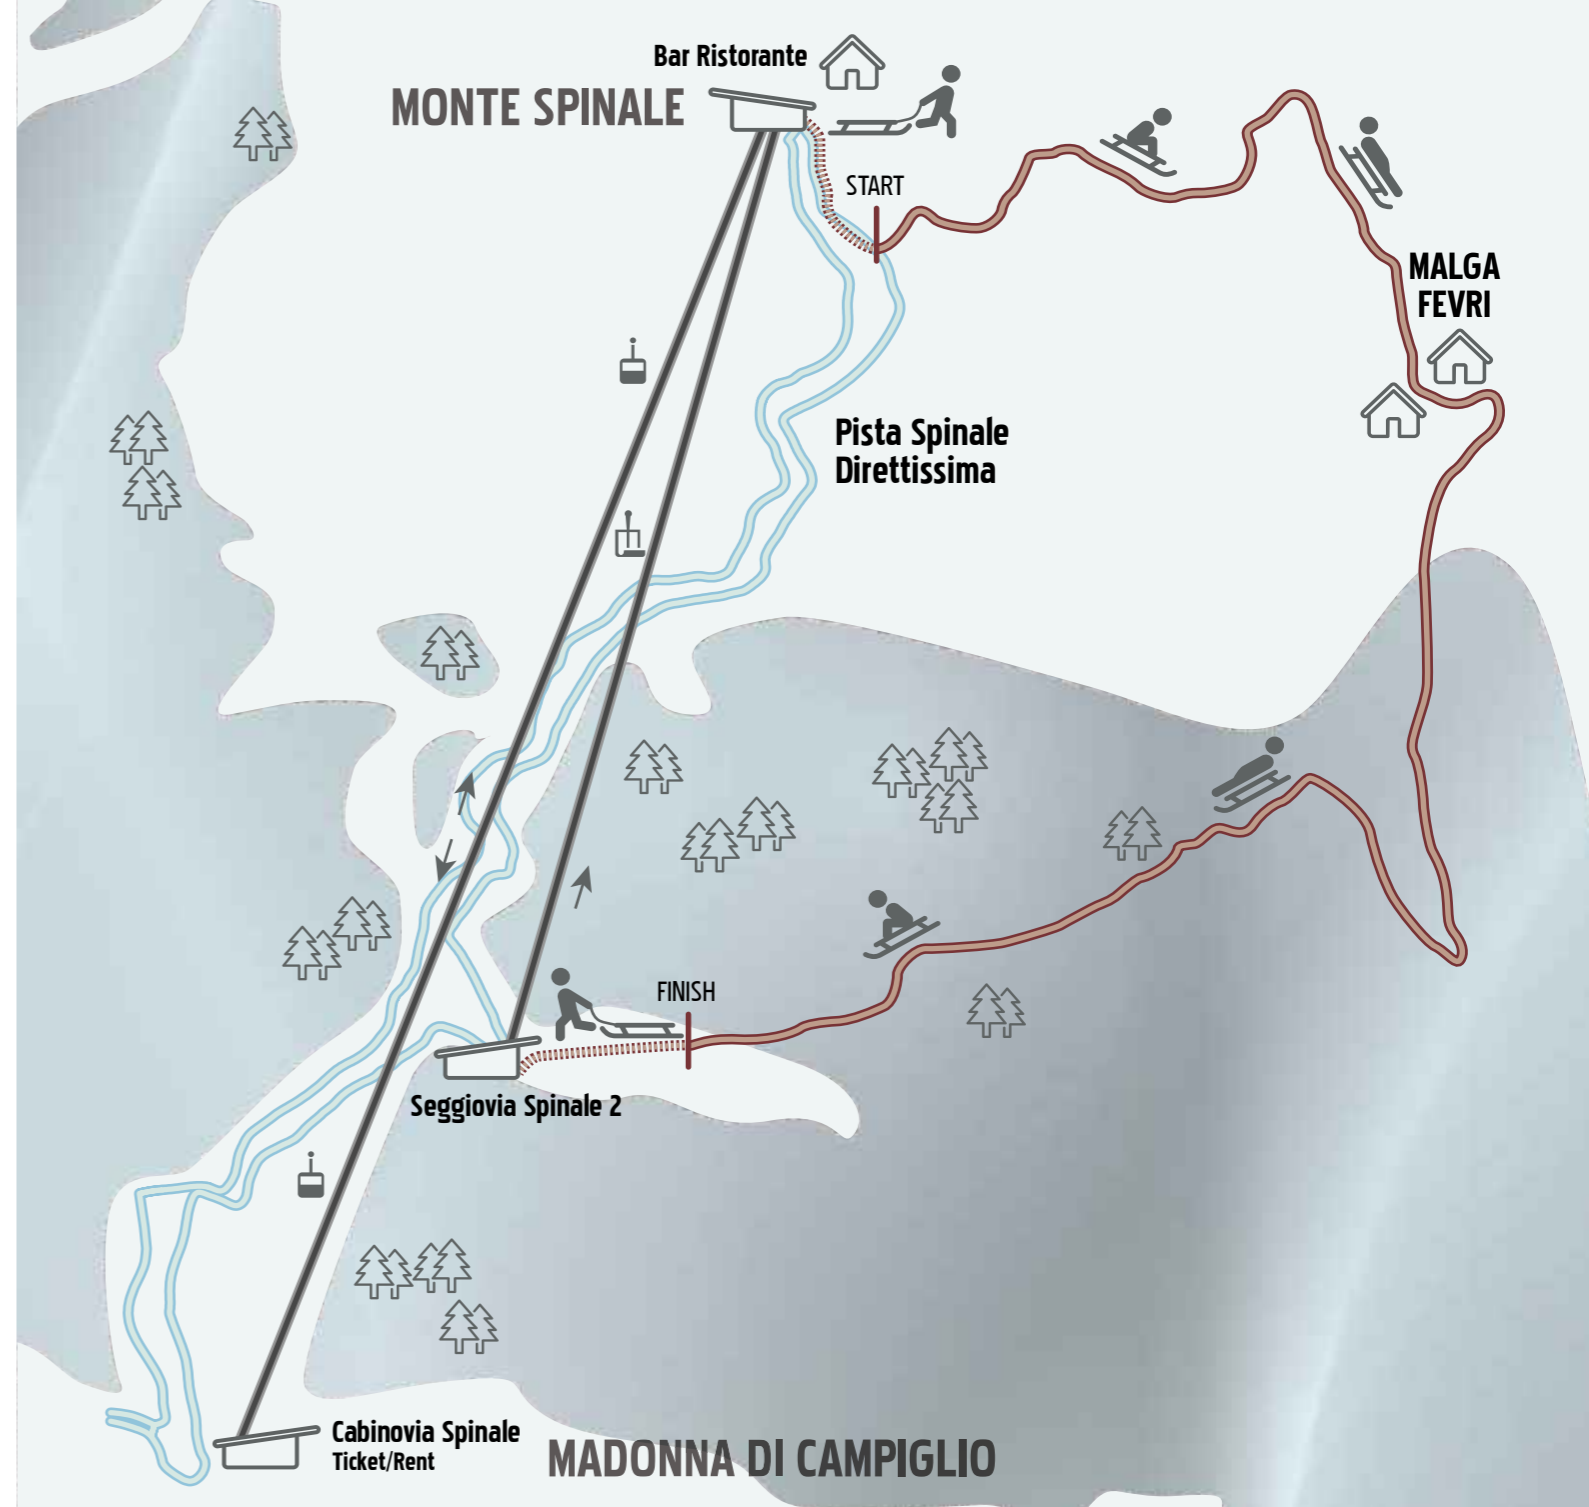 Bar Ristorante
MONTE SPINALE
START
MALGA
FEVRI
Pista Spinale
Direttissima
FINISH
Seggiovia Spinale 2
Cabinovia Spinale
Ticket/Rent
MADONNA DI CAMPIGLIO